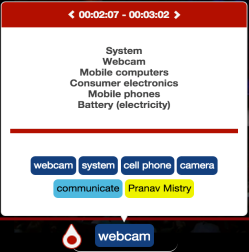 00:02:07 - 00:03:02
System
Webcam
Mobile computers
Consumer electronics
Mobile phones
Battery (electricity)
webcam system cell phone camera
communicate Pranav Mistry
webcam